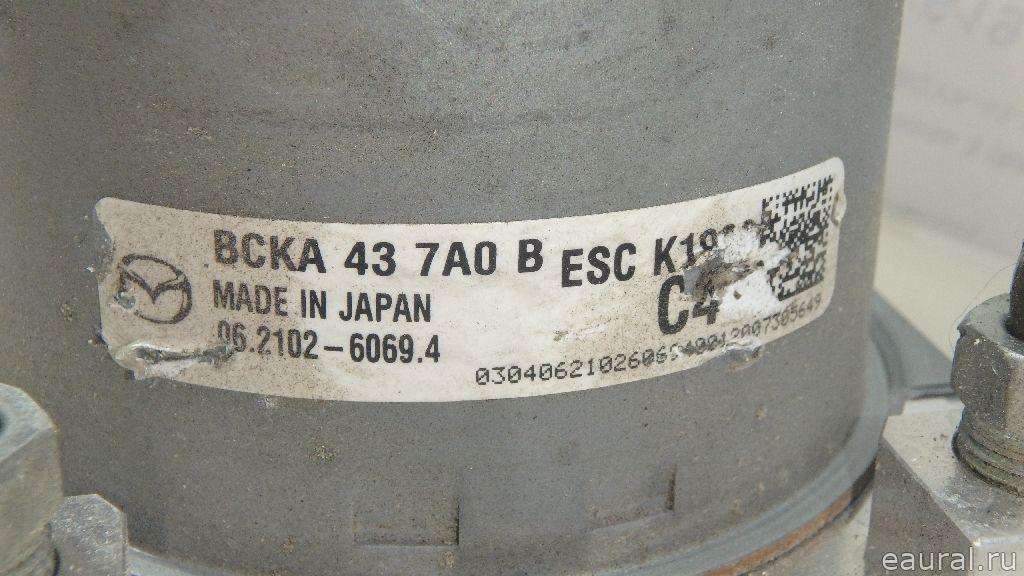 BCKA 43 7A0 B ESC
C4
MADE IN JAPAN
06.2102-6069.4
eaural.ru